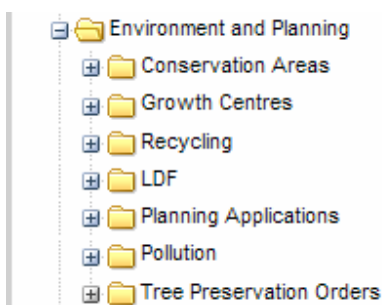 Environment and Planning
Conservation Areas
Growth Centres
Recycling
LDF
Planning Applications
Pollution
Tree Preservation Orders